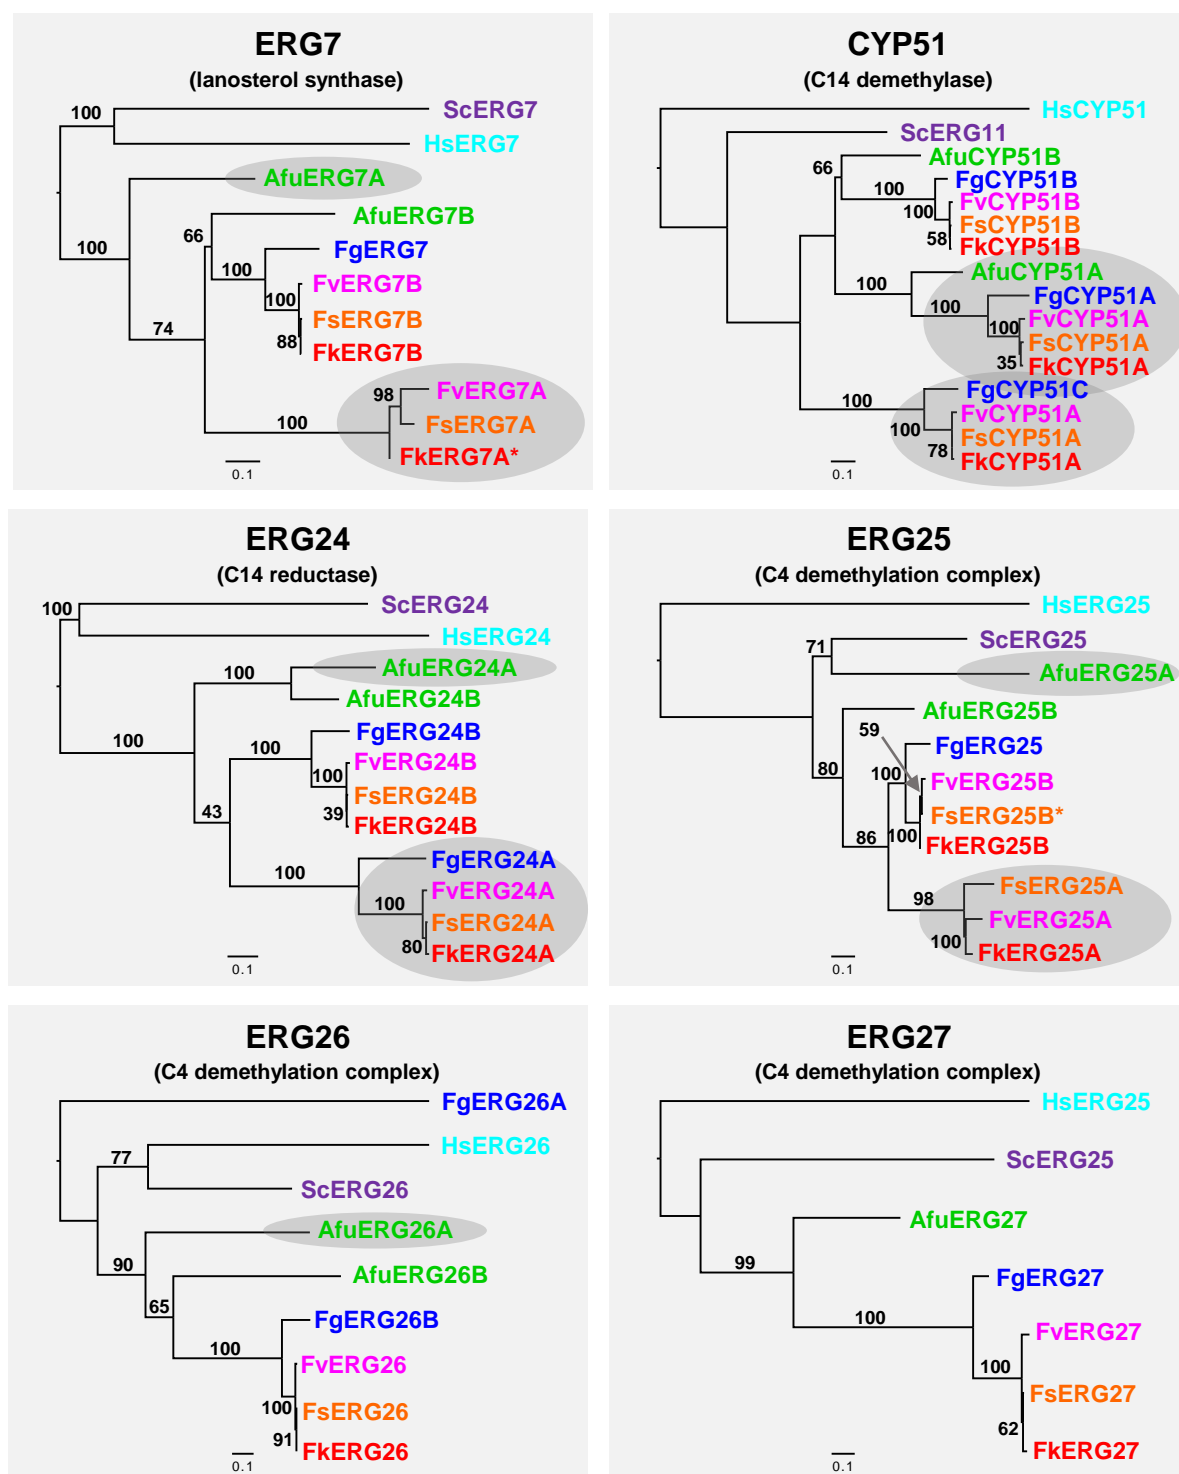 ERG7
(lanosterol synthase)
100
ScERG7
HsERG7
AfuERG7A
AfuERG7B
66
100
FgERG7
100
FvERG7B
100
FsERG7B
74
88
FkERG7B
98
FvERG7A
100
FsERG7A
FkERG7A*
0.1
CYP51
(C14 demethylase)
HsCYP51
ScERG11
66
AfuCYP51B
100
FgCYP51B
FvCYP51B
100
FsCYP51B
58
FkCYP51B
AfuCYP51A
100
FgCYP51A
100
FvCYP51A
100
FsCYP51A
35
FkCYP51A
FgCYP51C
100
FvCYP51A
100
FsCYP51A
78
FkCYP51A
0.1
ERG24
(C14 reductase)
ScERG24
100
HsERG24
AfuERG24A
100
AfuERG24B
FgERG24B
100
100
FvERG24B
100
FsERG24B
43
39
FkERG24B
FgERG24A
100
FvERG24A
100
FsERG24A
80
FkERG24A
0.1
ERG25
(C4 demethylation complex)
HsERG25
71
ScERG25
AfuERG25A
AfuERG25B
59
FgERG25
80
100
FvERG25B
FsERG25B*
86
100
FkERG25B
FsERG25A
98
FvERG25A
100
FkERG25A
0.1
ERG26
(C4 demethylation complex)
FgERG26A
HsERG26
77
ScERG26
AfuERG26A
90
AfuERG26B
65
FgERG26B
100
FvERG26
100
FsERG26
91
FkERG26
0.1
ERG27
(C4 demethylation complex)
HsERG25
ScERG25
AfuERG27
99
FgERG27
100
FvERG27
100
FsERG27
62
FkERG27
0.1